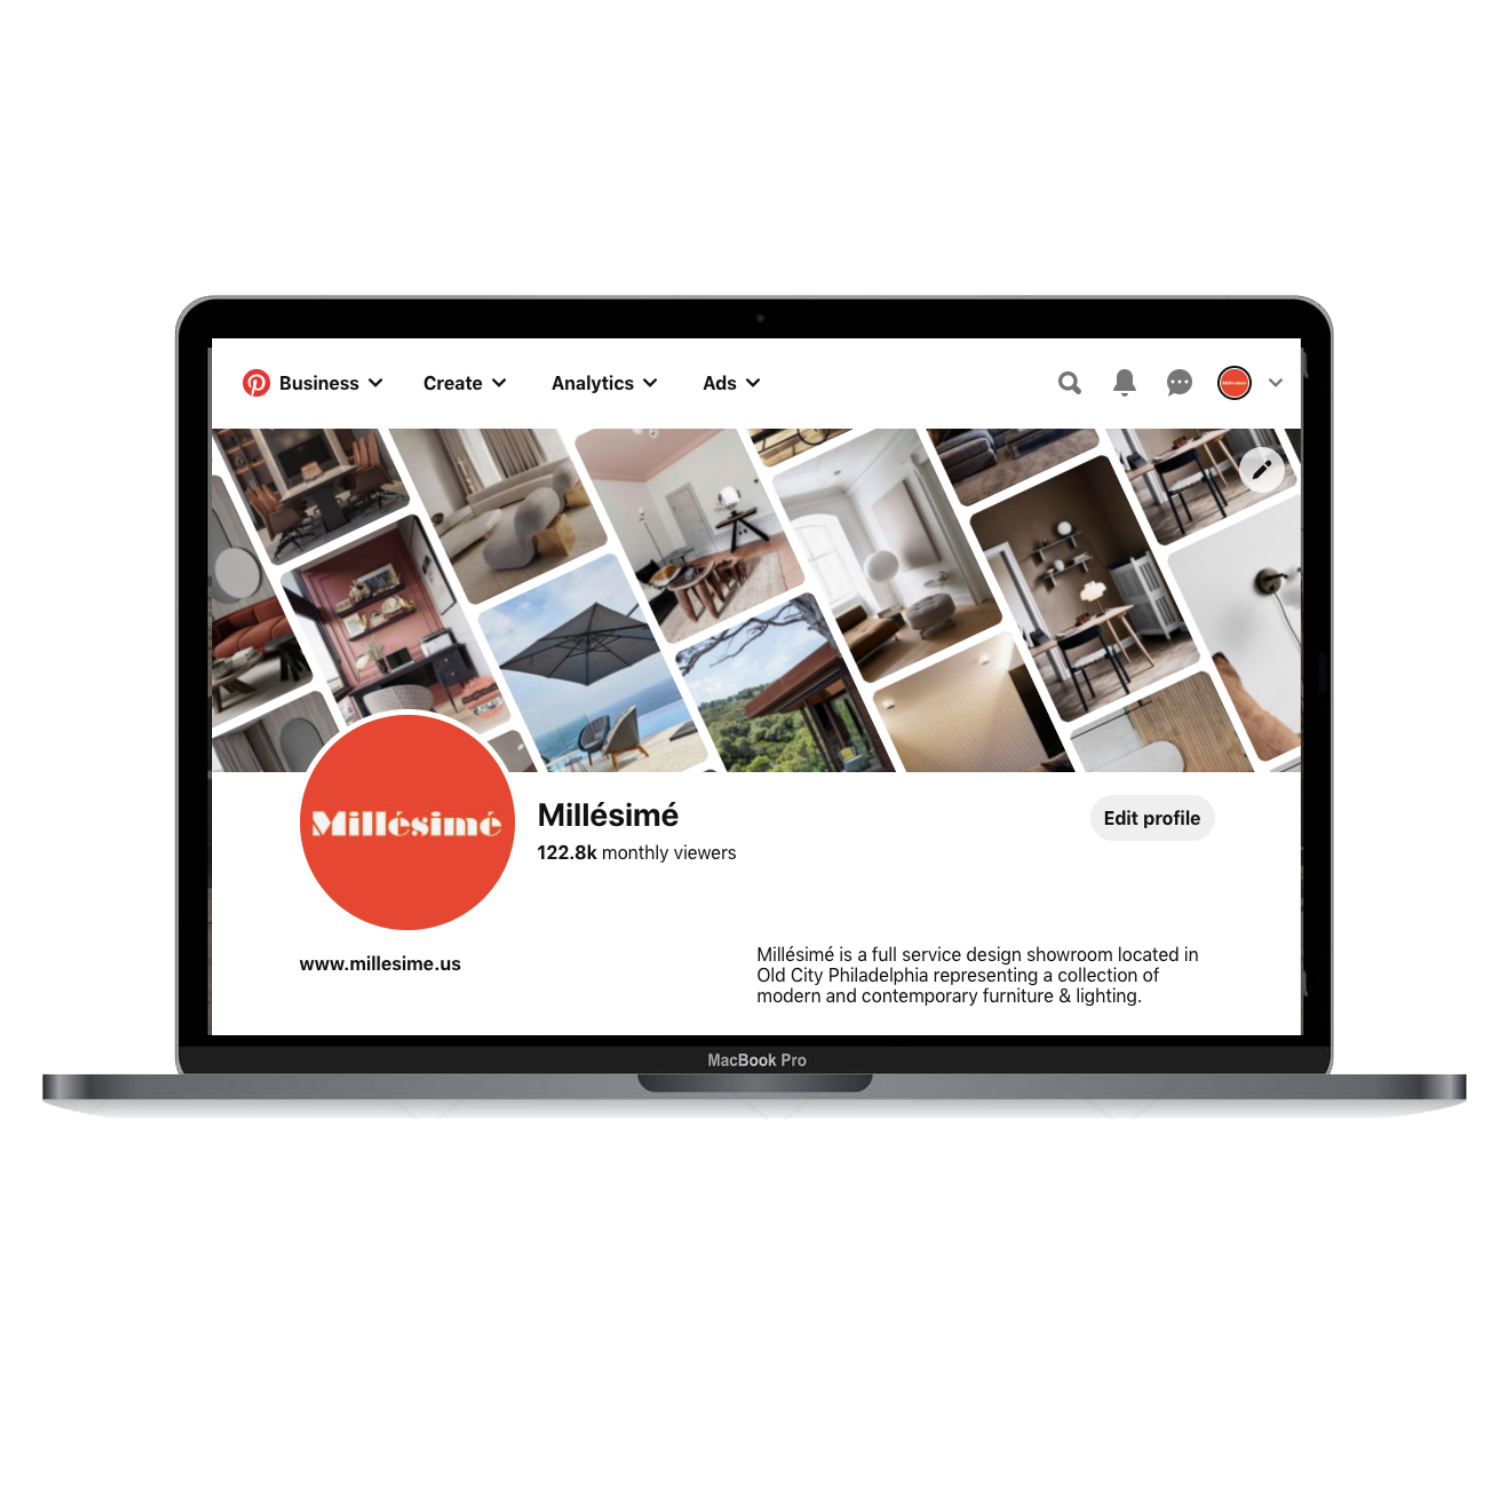 Business
Create
Analytics
Ads
Millésimé
Millésimé
122.8k monthly viewers
Edit profile
www.millesime.us
Millésimé is a full service design showroom located in
Old City Philadelphia representing a collection of
modern and contemporary furniture & lighting.
MacBook Pro